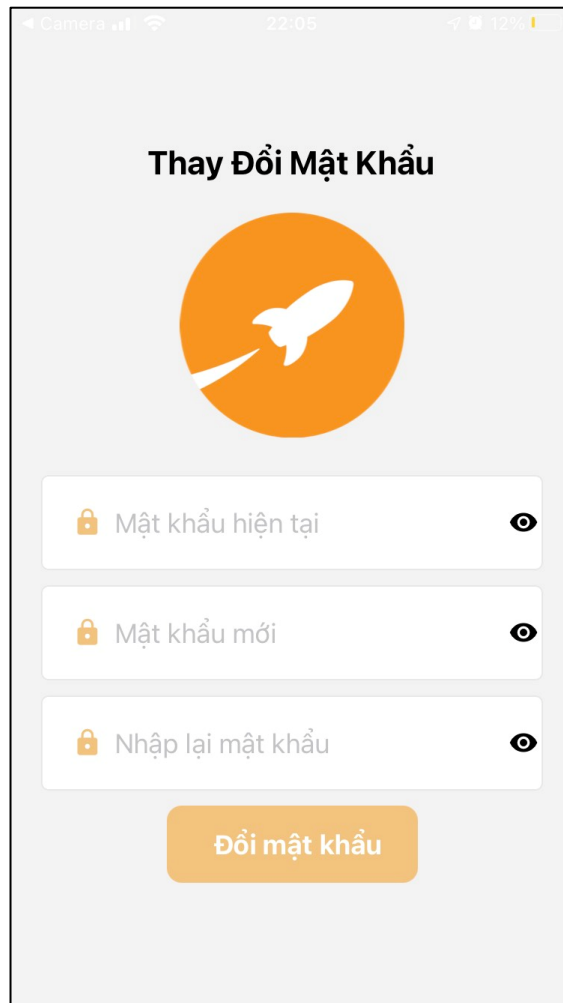 ◀ Camera 22:05 12%
Thay Đổi Mật Khẩu
Mật khẩu hiện tại
Mật khẩu mới
Nhập lại mật khẩu
Đổi mật khẩu